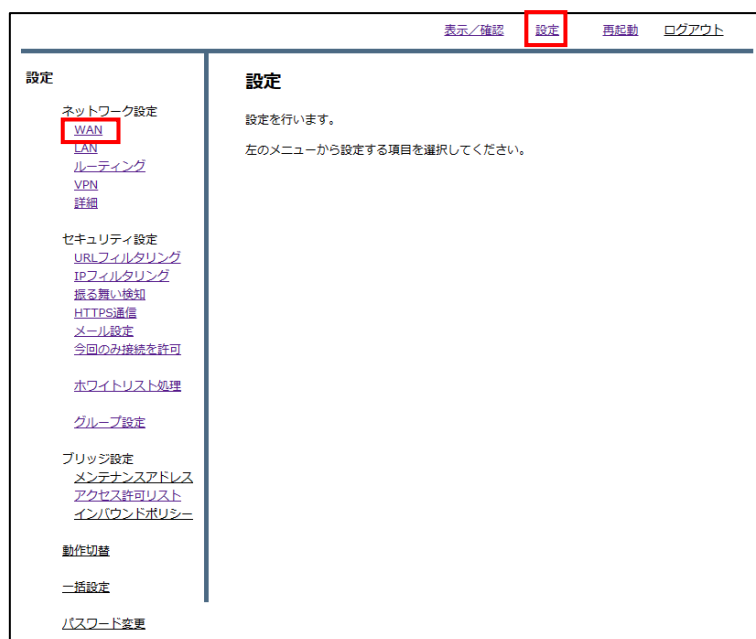 表示／確認 設定 再起動 ログアウト
設定
ネットワーク設定
WAN
LAN
ルーティング
VPN
詳細
セキュリティ設定
URLフィルタリング
IPフィルタリング
振る舞い検知
HTTPS通信
メール設定
今回のみ接続を許可
ホワイトリスト処理
グループ設定
ブリッジ設定
メンテナンスアドレス
アクセス許可リスト
インバウンドポリシー
動作切替
一括設定
パスワード変更
設定
設定を行います。
左のメニューから設定する項目を選択してください。